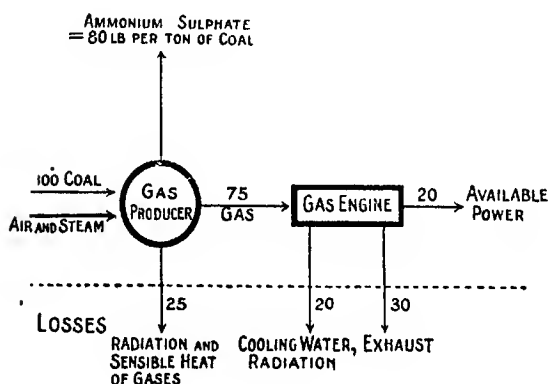 AMMONIUM SULPHATE
= 80 LB PER TON OF COAL
100 COAL
AIR AND STEAM
GAS
PRODUCER
75
GAS
GAS ENGINE
20
AVAILABLE
POWER
25
20
30
LOSSES
RADIATION AND
SENSIBLE HEAT
OF GASES
COOLING WATER, EXHAUST
RADIATION